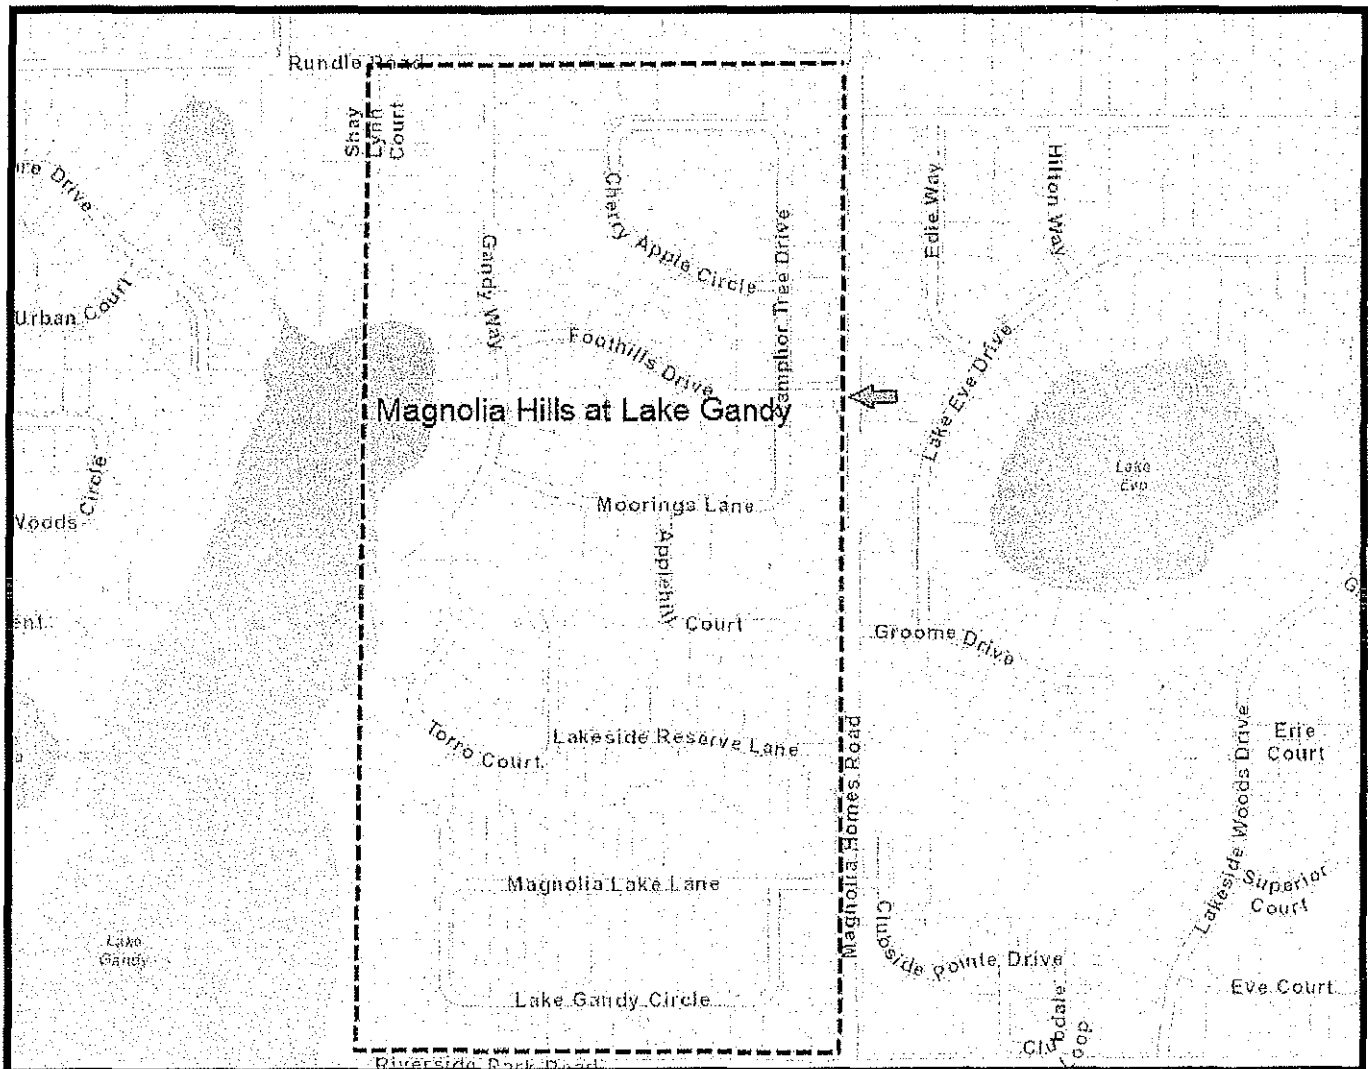 Rundle Road
Shay
Lynn
Court
Drive
Urban Court
Circle
Gandy Way
Cherry Apple Circle
Camphor Tree Drive
Foothills Drive
Magnolia Hills at Lake Gandy
Edie Way
Hilton Way
Lake Eve Drive
Lake
Eve
Moorings Lane
Applehill
Court
Groome Drive
Torro Court
Lakeside Reserve Lane
Magnolia Homes Road
Lakeside Woods Drive
Erie
Court
Magnolia Lake Lane
Superior
Court
Lake
Gandy
Clubside Pointe Drive
Lake Gandy Circle
Eve Court
Clubdale
Loop
Riverside Park Road